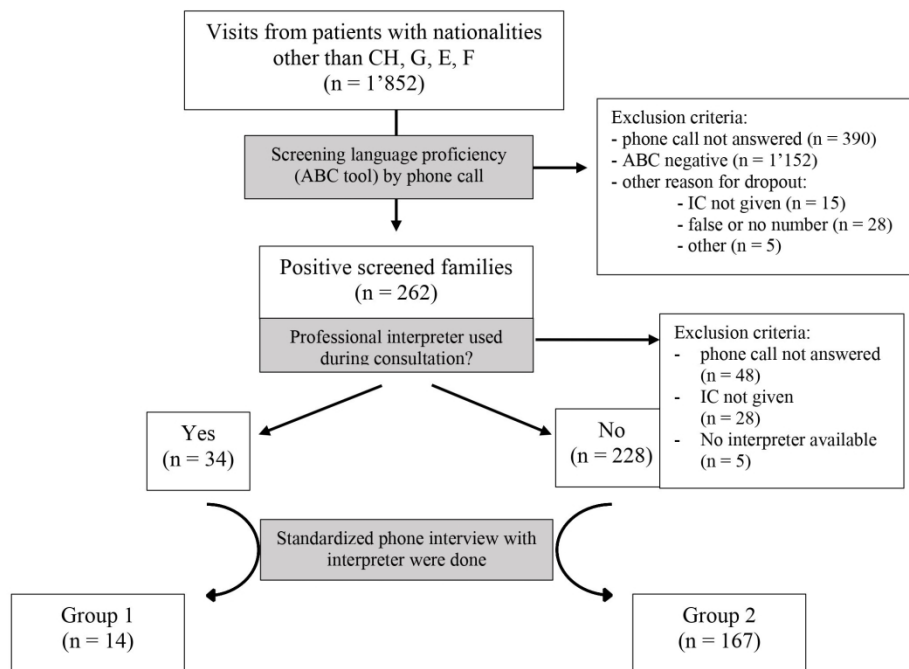 Visits from patients with nationalities
other than CH, G, E, F
(n = 1’852)
Screening language proficiency
(ABC tool) by phone call
Exclusion criteria:
- phone call not answered (n = 390)
- ABC negative (n = 1’152)
- other reason for dropout:
- IC not given (n = 15)
- false or no number (n = 28)
- other (n = 5)
Positive screened families
(n = 262)
Professional interpreter used
during consultation?
Exclusion criteria:
- phone call not answered
(n = 48)
- IC not given
(n = 28)
- No interpreter available
(n = 5)
Yes
(n = 34)
No
(n = 228)
Standardized phone interview with
interpreter were done
Group 1
(n = 14)
Group 2
(n = 167)